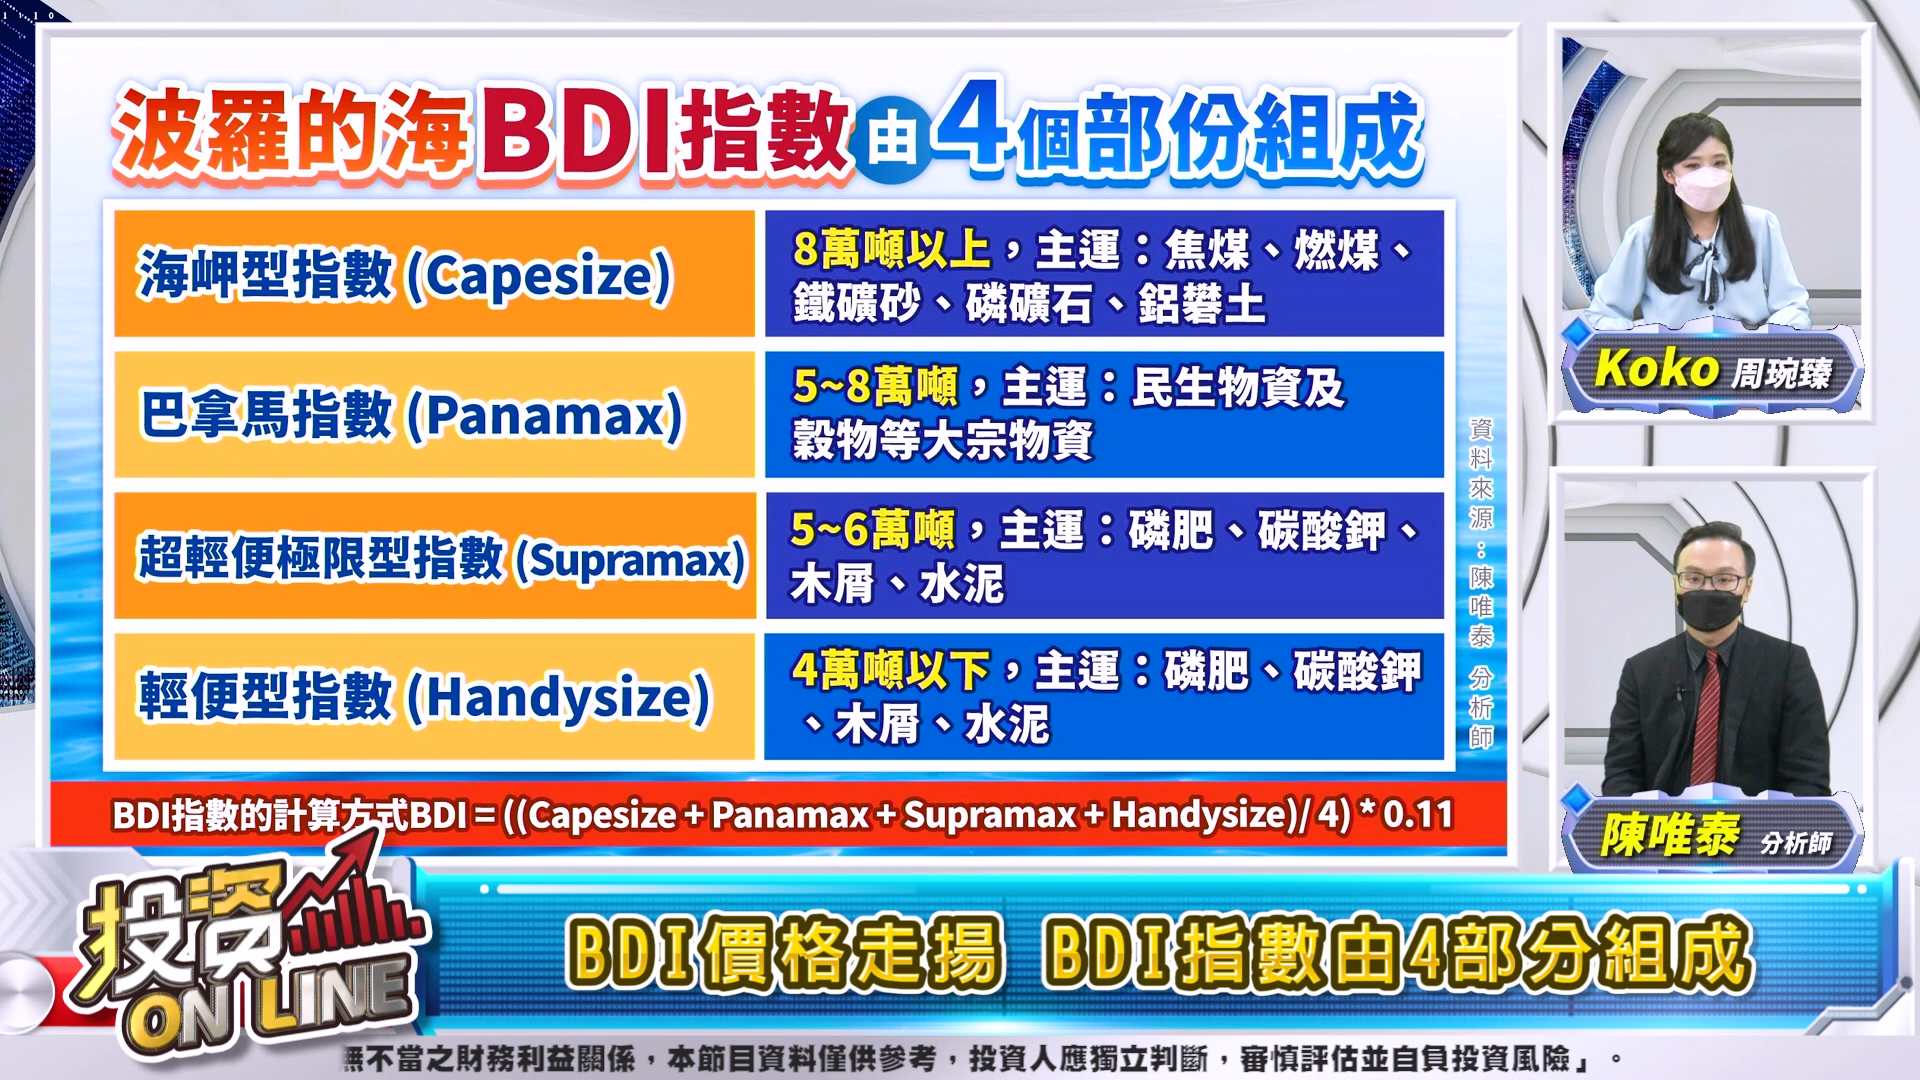 波羅的海BDI指數由4個部份組成
海岬型指數 (Capesize)
8萬噸以上，主運：焦煤、燃煤、
鐵礦砂、磷礦石、鋁礬土
巴拿馬指數 (Panamax)
5~8萬噸，主運：民生物資及
穀物等大宗物資
超輕便極限型指數 (Supramax)
5~6萬噸，主運：磷肥、碳酸鉀、
木屑、水泥
輕便型指數 (Handysize)
4萬噸以下，主運：磷肥、碳酸鉀
、木屑、水泥
資料來源：陳唯泰 分析師
BDI指數的計算方式BDI = ((Capesize + Panamax + Supramax + Handysize)/ 4) * 0.11
Koko 周琬臻
陳唯泰 分析師
投資
ON LINE
BDI價格走揚 BDI指數由4部分組成
無不當之財務利益關係，本節目資料僅供參考，投資人應獨立判斷，審慎評估並自負投資風險」。